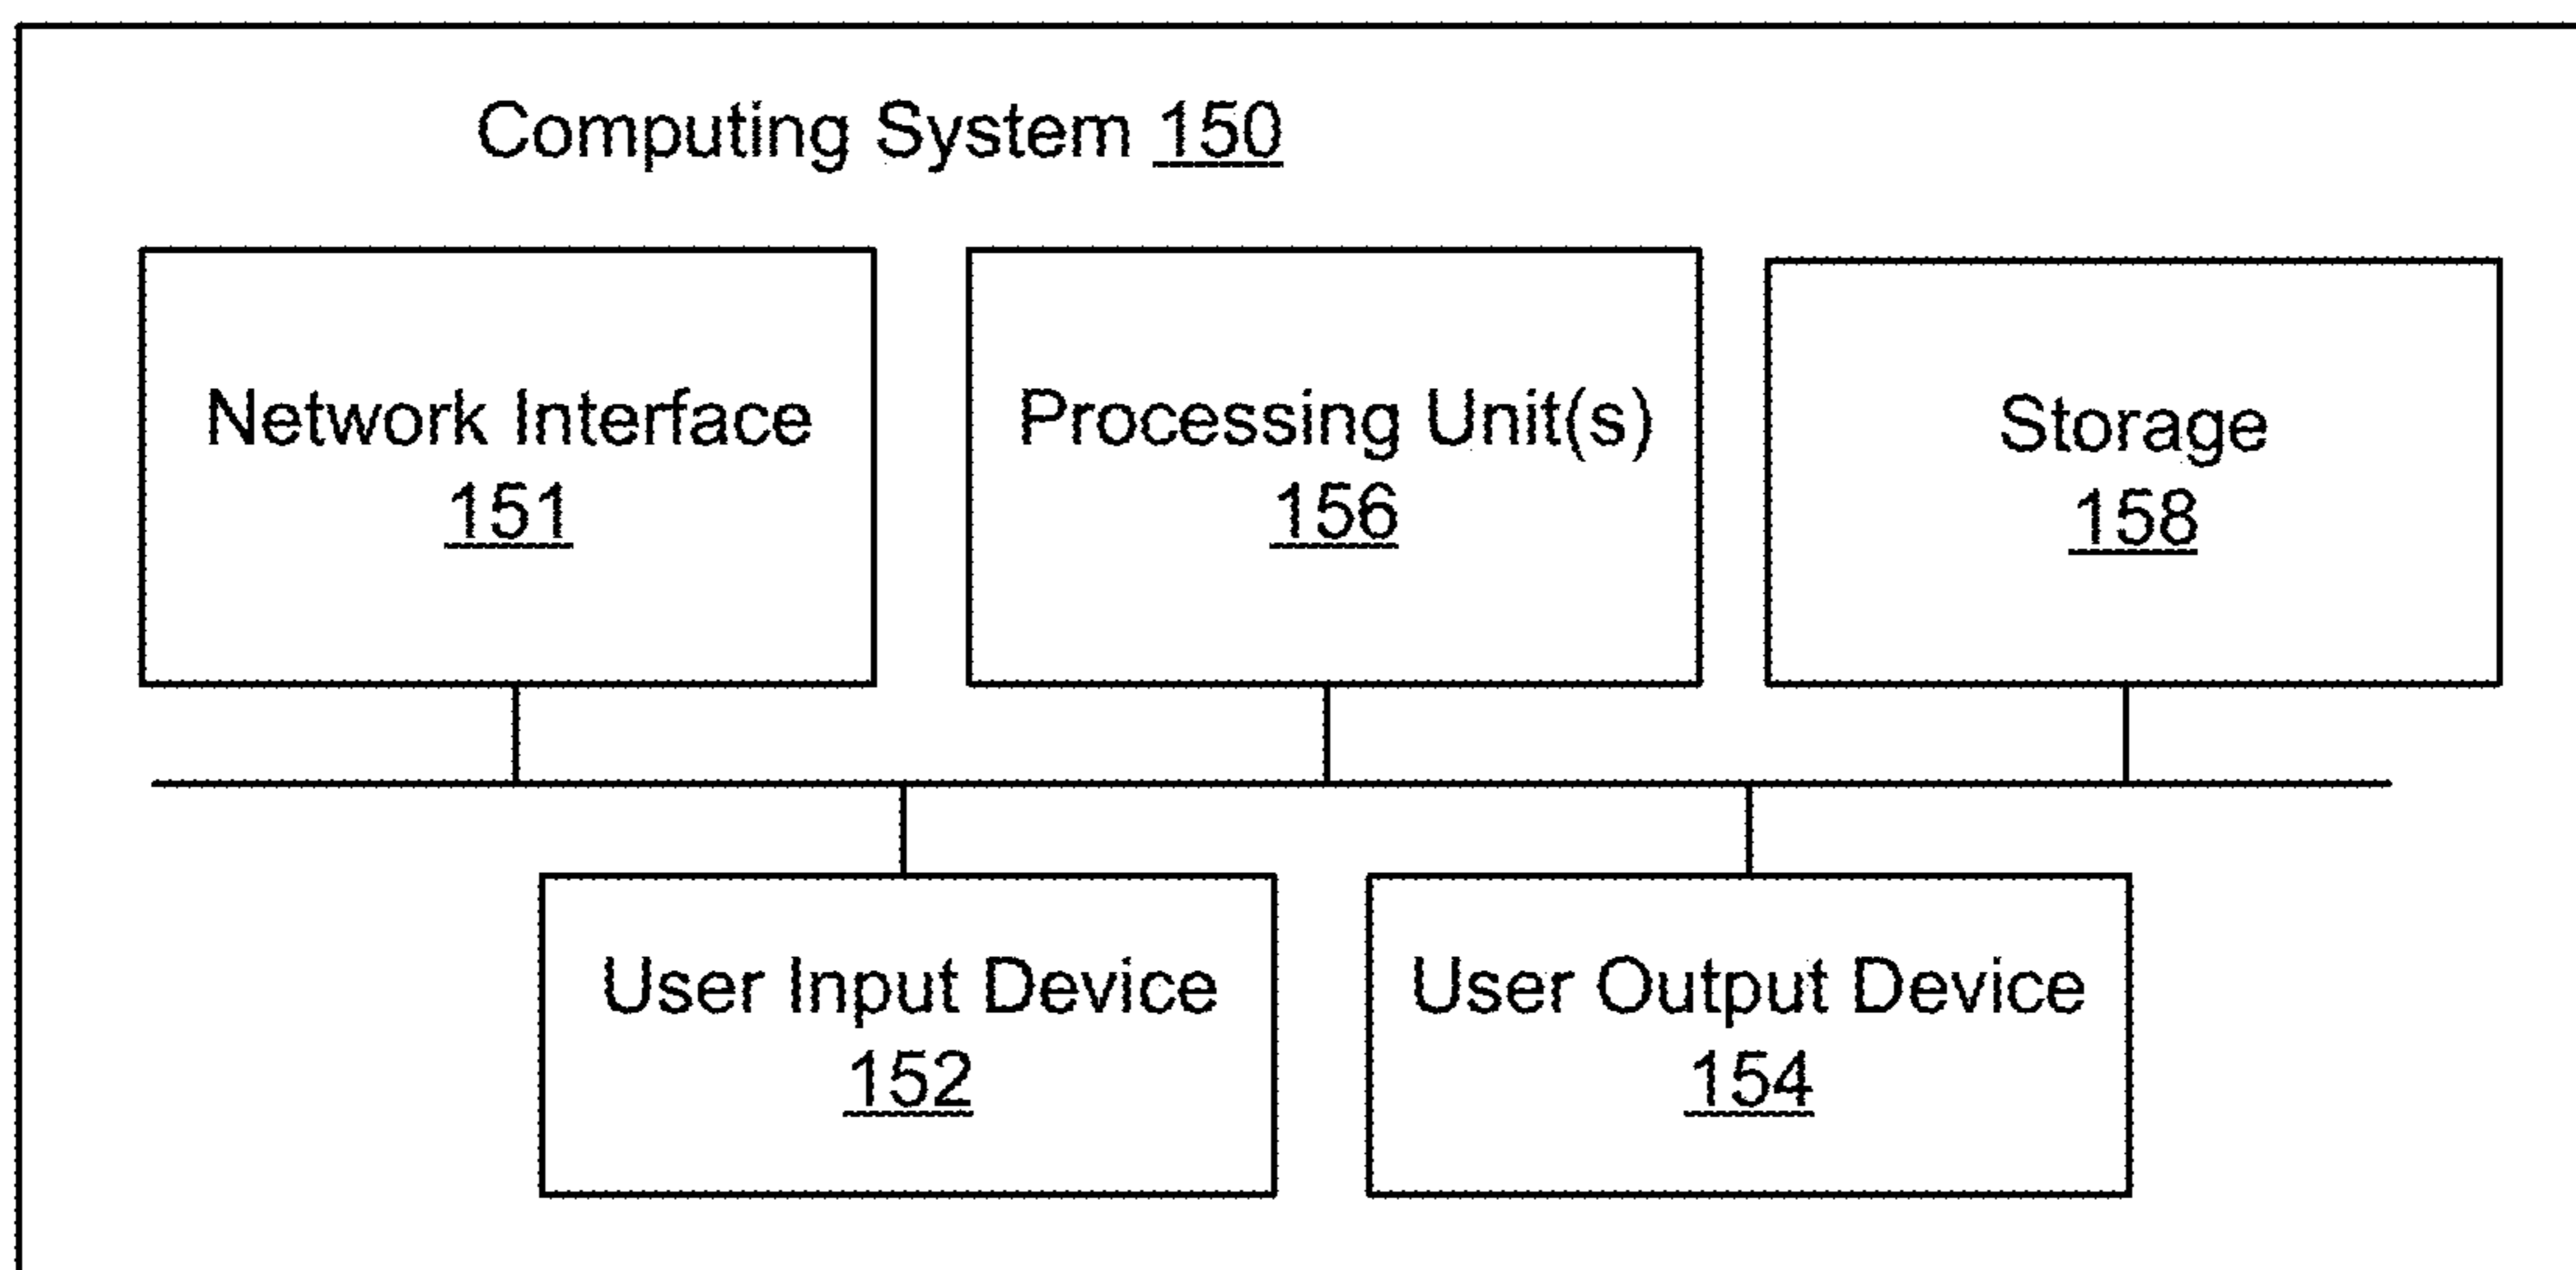 Computing System 150
Network Interface
151
Processing Unit(s)
156
Storage
158
User Input Device
152
User Output Device
154